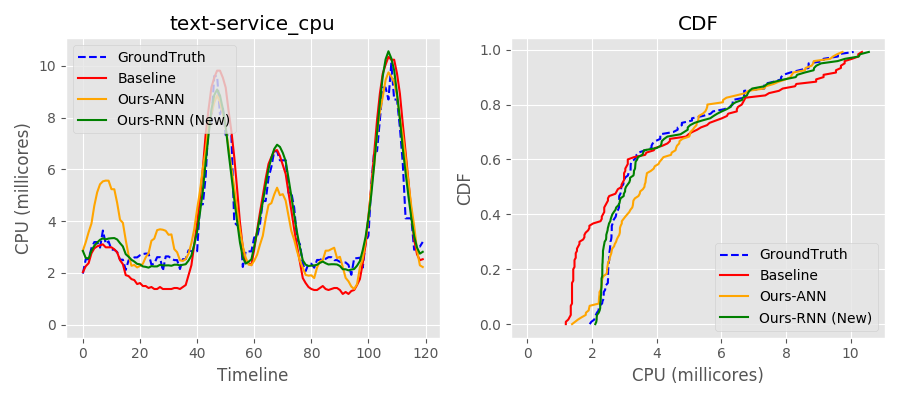 text-service_cpu
CPU (millicores)
10
8
6
4
2
0
GroundTruth
Baseline
Ours-ANN
Ours-RNN (New)
0
20
40
60
80
100
120
Timeline
CDF
CDF
1.0
0.8
0.6
0.4
0.2
0.0
GroundTruth
Baseline
Ours-ANN
Ours-RNN (New)
0
2
4
6
8
10
CPU (millicores)